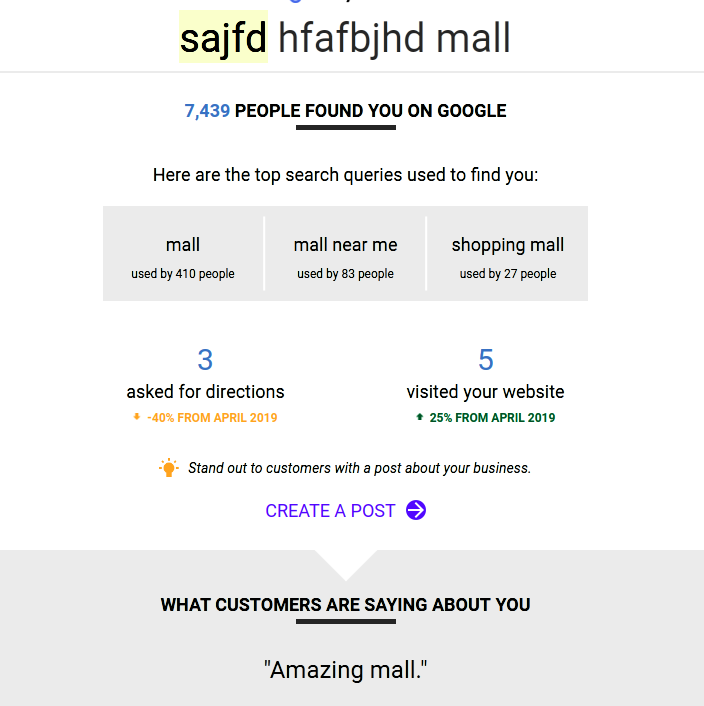 sajfd hfafbjhd mall
7,439 PEOPLE FOUND YOU ON GOOGLE
Here are the top search queries used to find you:
mall mall near me shopping mall
used by 410 people used by 83 people used by 27 people
3 5
asked for directions visited your website
-40% FROM APRIL 2019 25% FROM APRIL 2019
Stand out to customers with a post about your business.
CREATE A POST
WHAT CUSTOMERS ARE SAYING ABOUT YOU
"Amazing mall."